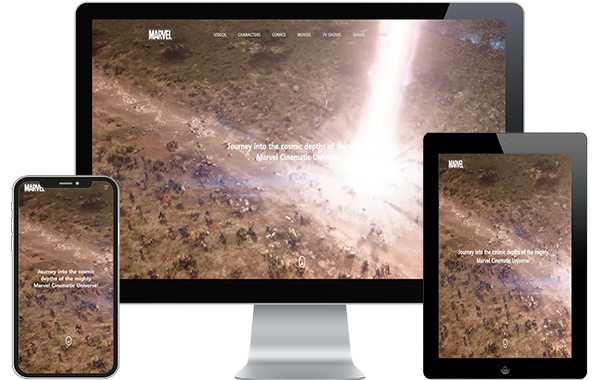 MARVEL
VIDEOS CHARACTERS COMICS MOVIES TV SHOWS GAMES
Journey into the cosmic depths of the
Marvel Cinematic Universe!
MARVEL
Journey into the cosmic
depths of the mighty
Marvel Cinematic Universe!
MARVEL
Journey into the cosmic depths of the mighty
Marvel Cinematic Universe!